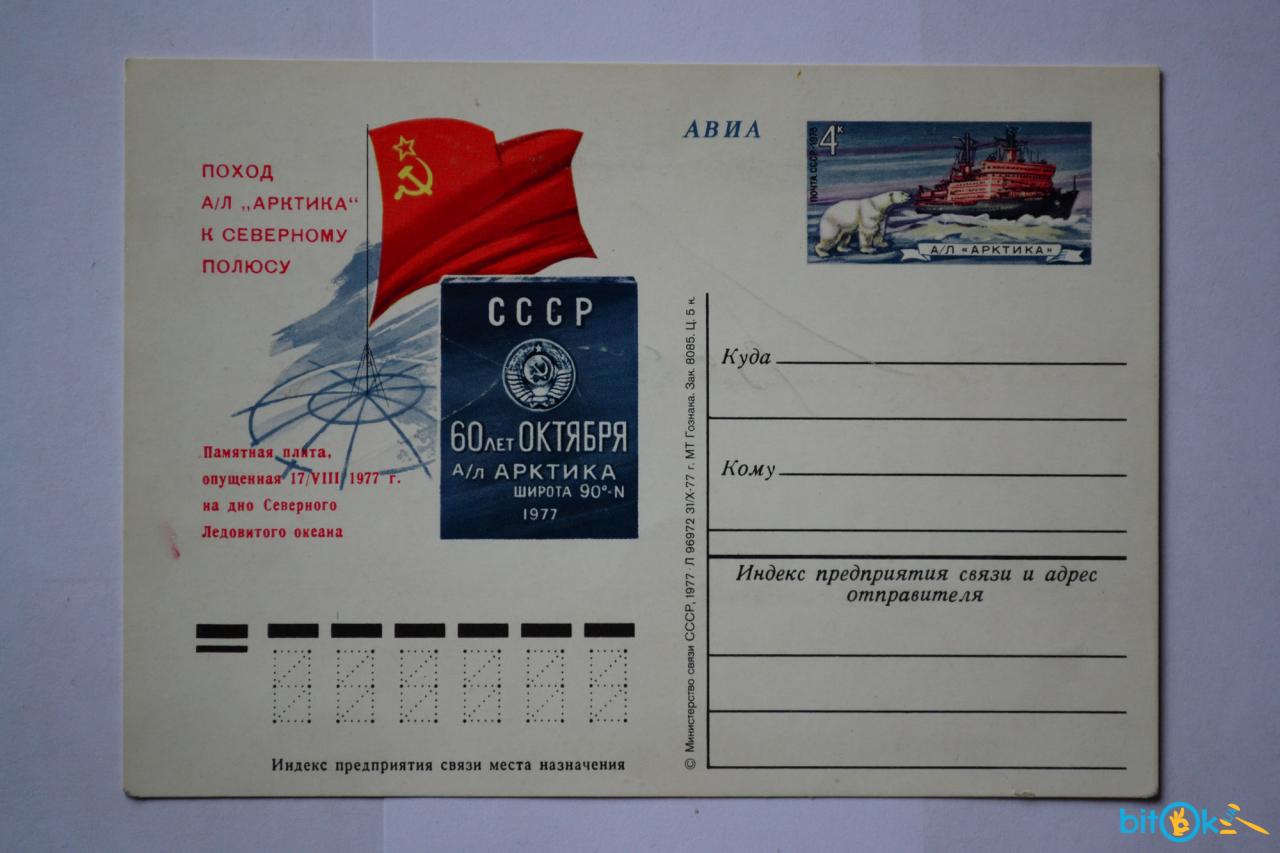 ПОХОД
А/Л „АРКТИКА“
К СЕВЕРНОМУ
ПОЛЮСУ
СССР
60 ЛЕТ ОКТЯБРЯ
А/Л АРКТИКА
ШИРОТА 90°-N
1977
Памятная плита,
опущенная 17/VIII 1977 г.
на дно Северного
Ледовитого океана
Индекс предприятия связи места назначения
© Министерство связи СССР, 1977 Л 96972 31/X-77 г. МТ Гознака. Зак. 8085. Ц. 5 к.
АВИА
4к
ПОЧТА СССР·1978
А/Л «АРКТИКА»
Куда
Кому
Индекс предприятия связи и адрес
отправителя
bitOk